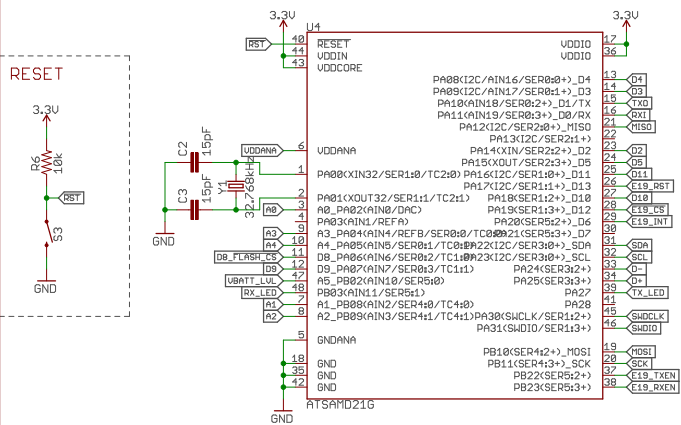 RESET
3.3V
R6
10k
RST
S3
GND
C2
15pF
C3
15pF
Y1
32.768kHz
GND
3.3V
U4
3.3V
RST 40 RESET
44 VDDIN
43 VDDCORE
VDDANA 6 VDDANA
1 PA00(XIN32/SER1:0/TC2:0)
2 PA01(XOUT32/SER1:1/TC2:1)
A0 3 A0_PA02(AIN0/DAC)
4 PA03(AIN1/REFA)
A3 9 A3_PA04(AIN4/REFB/SER0:0/TC0:0)
A4 10 A4_PA05(AIN5/SER0:1/TC0:1)
D8_FLASH_CS 11 D8_PA06(AIN6/SER0:2/TC1:0)
D9 12 D9_PA07(AIN7/SER0:3/TC1:1)
VBATT_LVL 47 A5_PB02(AIN10/SER5:0)
RX_LED 48 PB03(AIN11/SER5:1)
A1 7 A1_PB08(AIN2/SER4:0/TC4:0)
A2 8 A2_PB09(AIN3/SER4:1/TC4:1)
5 GNDANA
18 GND
35 GND
42 GND
GND
ATSAMD21G
VDDIO 17
VDDIO 36
PA08(I2C/AIN16/SER0:0+)_D4 13 D4
PA09(I2C/AIN17/SER0:1+)_D3 14 D3
PA10(AIN18/SER0:2+)_D1/TX 15 TXO
PA11(AIN19/SER0:3+)_D0/RX 16 RXI
PA12(I2C/SER2:0+)_MISO 21 MISO
PA13(I2C/SER2:1+) 22
PA14(XIN/SER2:2+)_D2 23 D2
PA15(XOUT/SER2:3+)_D5 24 D5
PA16(I2C/SER1:0+)_D11 25 D11
PA17(I2C/SER1:1+)_D13 26 E19_RST
PA18(SER1:2+)_D10 27 D10
PA19(SER1:3+)_D12 28 E19_CS
PA20(SER5:2+)_D6 29 E19_INT
PA21(SER5:3+)_D7 30
PA22(I2C/SER3:0+)_SDA 31 SDA
PA23(I2C/SER3:1+)_SCL 32 SCL
PA24(SER3:2+) 33 D-
PA25(SER3:3+) 34 D+
PA27 39 TX_LED
PA28 41
PA30(SWCLK/SER1:2+) 45 SWDCLK
PA31(SWDIO/SER1:3+) 46 SWDIO
PB10(SER4:2+)_MOSI 19 MOSI
PB11(SER4:3+)_SCK 20 SCK
PB22(SER5:2+) 37 E19_TXEN
PB23(SER5:3+) 38 E19_RXEN